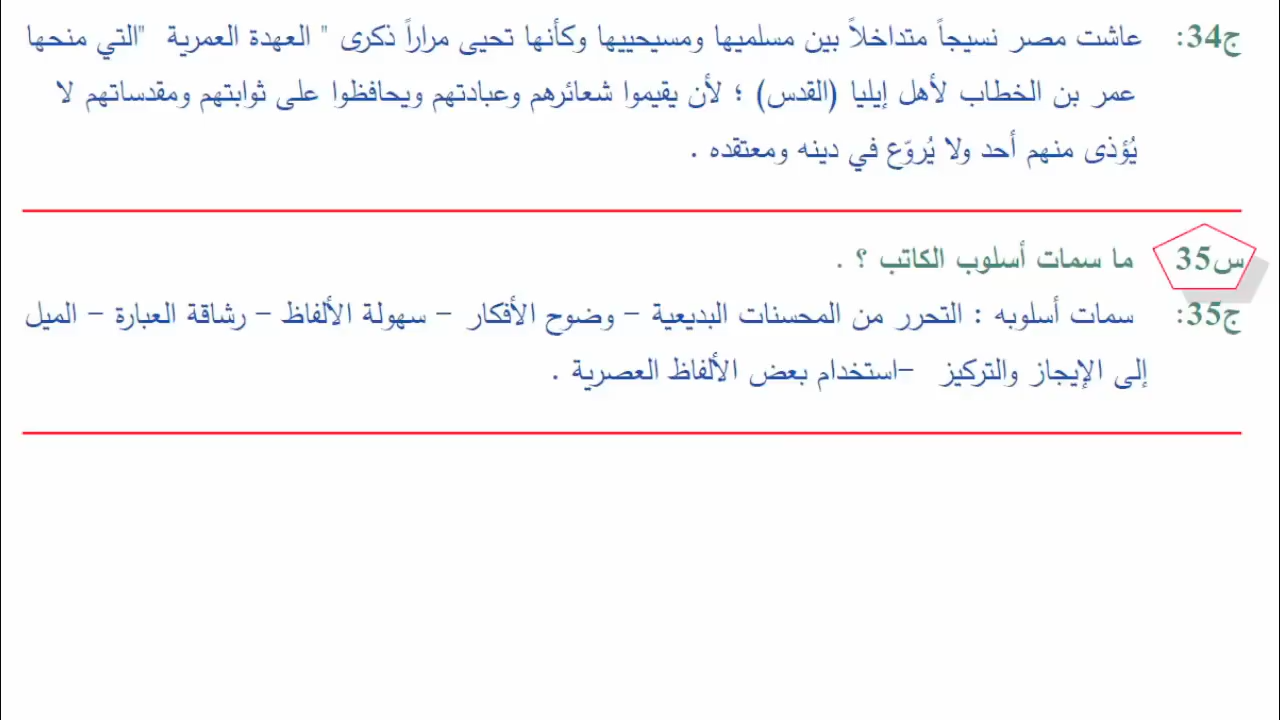 ج34: عاشت مصر نسيجاً متداخلاً بين مسلميها ومسيحييها وكأنها تحيى مراراً ذكرى " العهدة العمرية "التي منحها
عمر بن الخطاب لأهل إيليا (القدس) ؛ لأن يقيموا شعائرهم وعبادتهم ويحافظوا على ثوابتهم ومقدساتهم لا
يُؤذى منهم أحد ولا يُروّع في دينه ومعتقده .
س35 ما سمات أسلوب الكاتب ؟ .
ج35: سمات أسلوبه : التحرر من المحسنات البديعية – وضوح الأفكار – سهولة الألفاظ – رشاقة العبارة – الميل
إلى الإيجاز والتركيز –استخدام بعض الألفاظ العصرية .